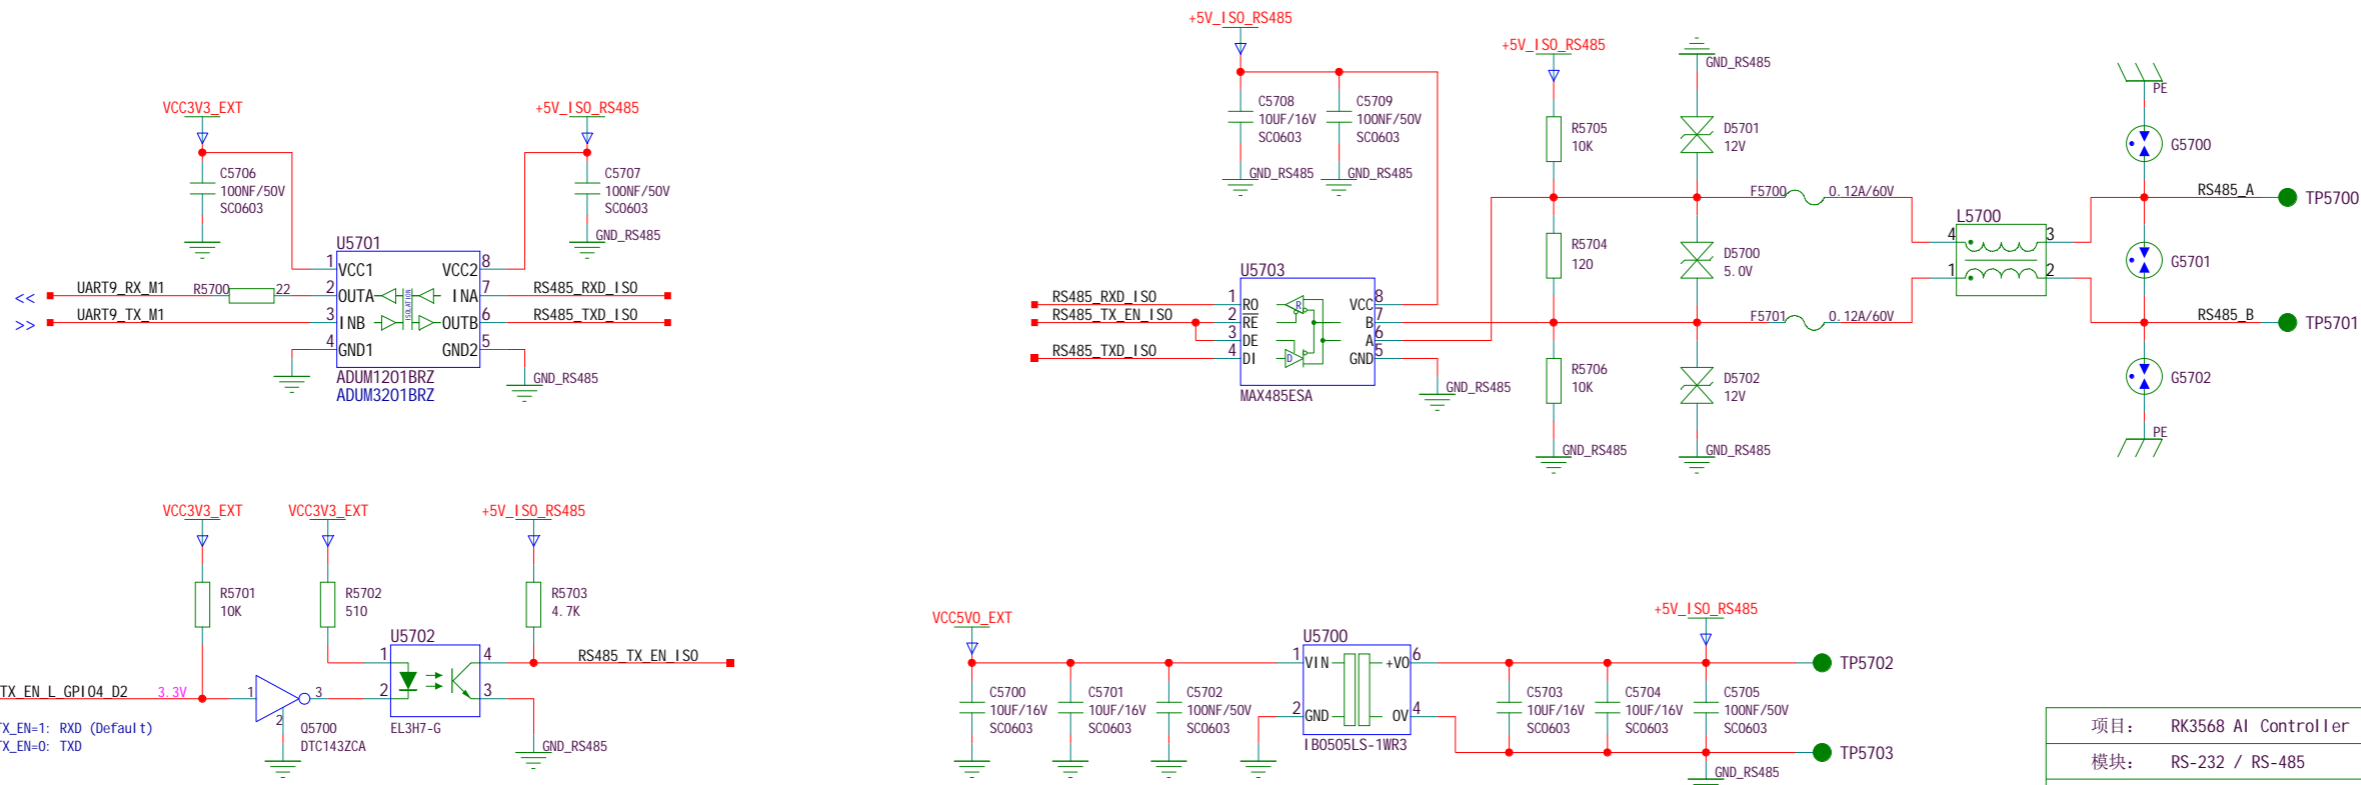 +5V_ISO_RS485
VCC3V3_EXT
+5V_ISO_RS485
C5706
100NF/50V
SC0603
C5707
100NF/50V
SC0603
GND_RS485
U5701
1
VCC1
VCC2
8
<<
UART9_RX_M1
R5700
22
2
OUTA
INA
7
RS485_RXD_ISO
>>
UART9_TX_M1
3
INB
OUTB
6
RS485_TXD_ISO
ISOLATION
4
GND1
GND2
5
GND_RS485
ADUM1201BRZ
ADUM3201BRZ
C5708
10UF/16V
SC0603
C5709
100NF/50V
SC0603
GND_RS485
GND_RS485
+5V_ISO_RS485
R5705
10K
GND_RS485
D5701
12V
U5703
RS485_RXD_ISO
1
RO
R
VCC
8
RS485_TX_EN_ISO
2
RE
B
7
3
DE
A
6
RS485_TXD_ISO
4
DI
D
GND
5
GND_RS485
MAX485ESA
R5704
120
D5700
5.0V
R5706
10K
D5702
12V
GND_RS485
GND_RS485
F5700
0.12A/60V
F5701
0.12A/60V
L5700
4
3
1
2
PE
G5700
RS485_A
TP5700
G5701
RS485_B
TP5701
G5702
PE
VCC3V3_EXT
VCC3V3_EXT
+5V_ISO_RS485
R5701
10K
R5702
510
R5703
4.7K
U5702
1
4
RS485_TX_EN_ISO
2
3
TX_EN_L_GPIO4_D2
3.3V
1
3
2
Q5700
DTC143ZCA
EL3H7-G
GND_RS485
TX_EN=1: RXD (Default)
TX_EN=0: TXD
VCC5V0_EXT
C5700
10UF/16V
SC0603
C5701
10UF/16V
SC0603
C5702
100NF/50V
SC0603
U5700
1
VIN
+VO
6
2
GND
0V
4
IB0505LS-1WR3
+5V_ISO_RS485
TP5702
C5703
10UF/16V
SC0603
C5704
10UF/16V
SC0603
C5705
100NF/50V
SC0603
TP5703
GND_RS485
项目： RK3568 AI Controller
模块： RS-232 / RS-485